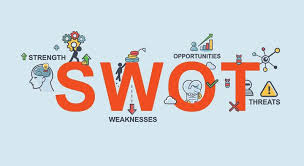 STRENGTH
OPPORTUNITIES
SWOT
WEAKNESSES
THREATS